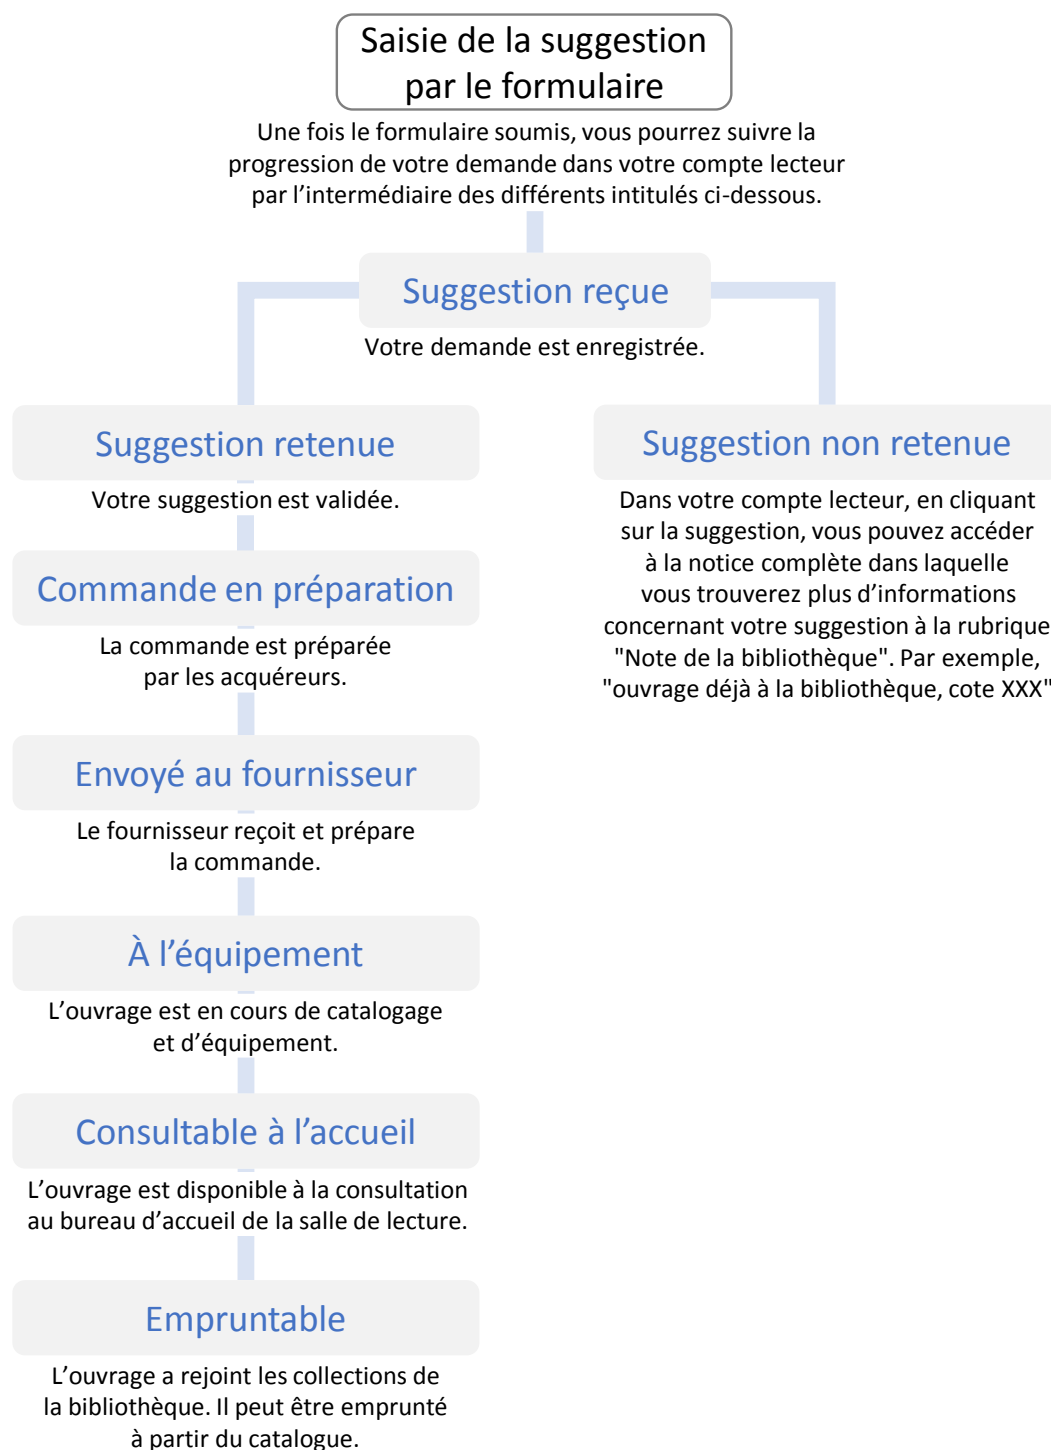 Saisie de la suggestion
par le formulaire
Une fois le formulaire soumis, vous pourrez suivre la
progression de votre demande dans votre compte lecteur
par l’intermédiaire des différents intitulés ci-dessous.
Suggestion reçue
Votre demande est enregistrée.
Suggestion retenue
Votre suggestion est validée.
Commande en préparation
La commande est préparée
par les acquéreurs.
Envoyé au fournisseur
Le fournisseur reçoit et prépare
la commande.
À l’équipement
L’ouvrage est en cours de catalogage
et d’équipement.
Consultable à l’accueil
L’ouvrage est disponible à la consultation
au bureau d’accueil de la salle de lecture.
Empruntable
L’ouvrage a rejoint les collections de
la bibliothèque. Il peut être emprunté
à partir du catalogue.
Suggestion non retenue
Dans votre compte lecteur, en cliquant
sur la suggestion, vous pouvez accéder
à la notice complète dans laquelle
vous trouverez plus d’informations
concernant votre suggestion à la rubrique
"Note de la bibliothèque". Par exemple,
"ouvrage déjà à la bibliothèque, cote XXX"